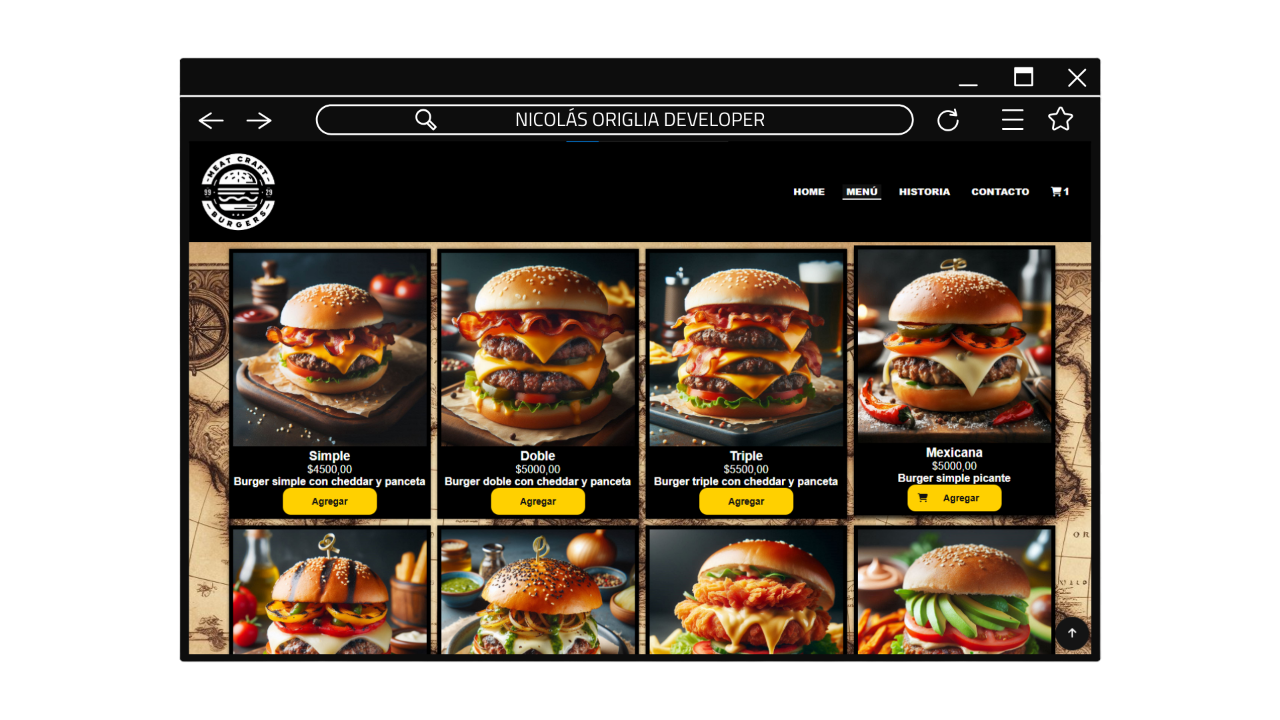 NICOLÁS ORIGLIA DEVELOPER
MEAT CRAFT
99 29
BURGERS
HOME MENÚ HISTORIA CONTACTO 1
Simple
$4500,00
Burger simple con cheddar y panceta
Agregar
Doble
$5000,00
Burger doble con cheddar y panceta
Agregar
Triple
$5500,00
Burger triple con cheddar y panceta
Agregar
Mexicana
$5000,00
Burger simple picante
Agregar